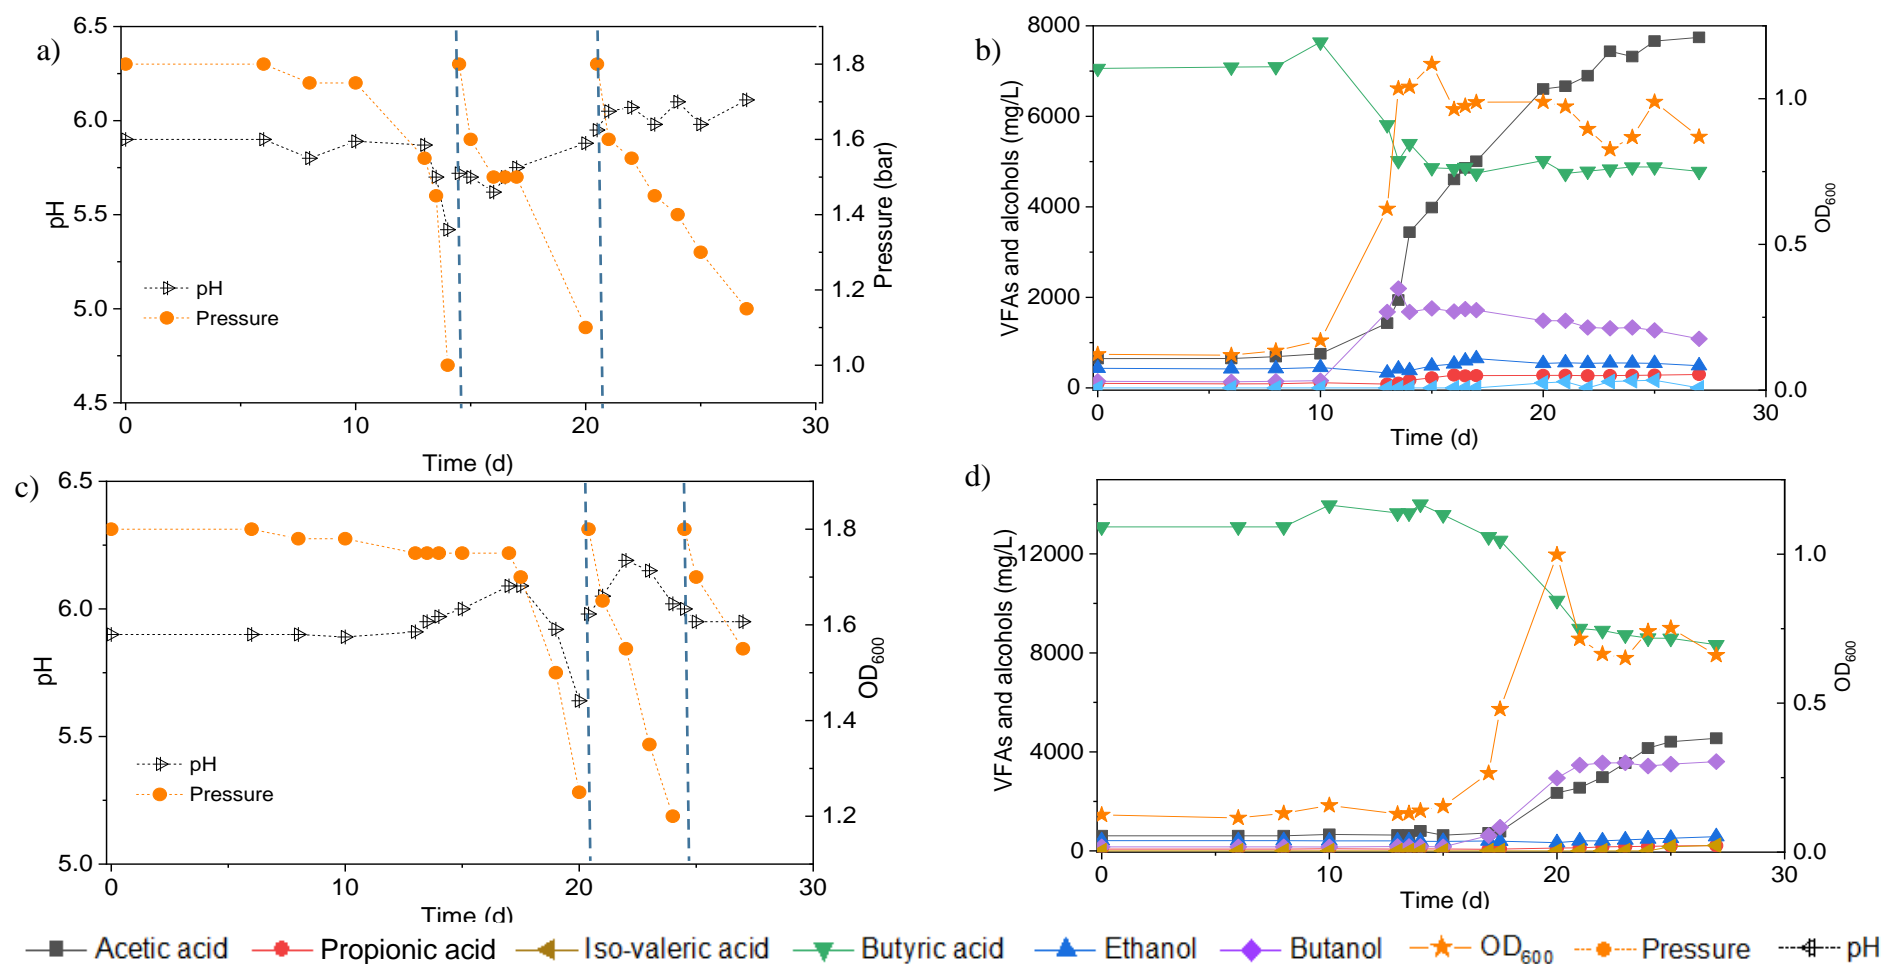 a)
6.5
6.0
5.5
5.0
4.5
pH
0
10
20
30
Time (d)
1.8
1.6
1.4
1.2
1.0
Pressure (bar)
pH
Pressure
b)
8000
6000
4000
2000
0
VFAs and alcohols (mg/L)
0
10
20
30
Time (d)
1.0
0.5
0.0
OD600
c)
6.5
6.0
5.5
5.0
pH
0
10
20
30
Time (d)
1.8
1.6
1.4
1.2
OD600
pH
Pressure
d)
12000
8000
4000
0
VFAs and alcohols (mg/L)
0
10
20
30
Time (d)
1.0
0.5
0.0
OD600
Acetic acid Propionic acid Iso-valeric acid Butyric acid Ethanol Butanol OD600 Pressure pH